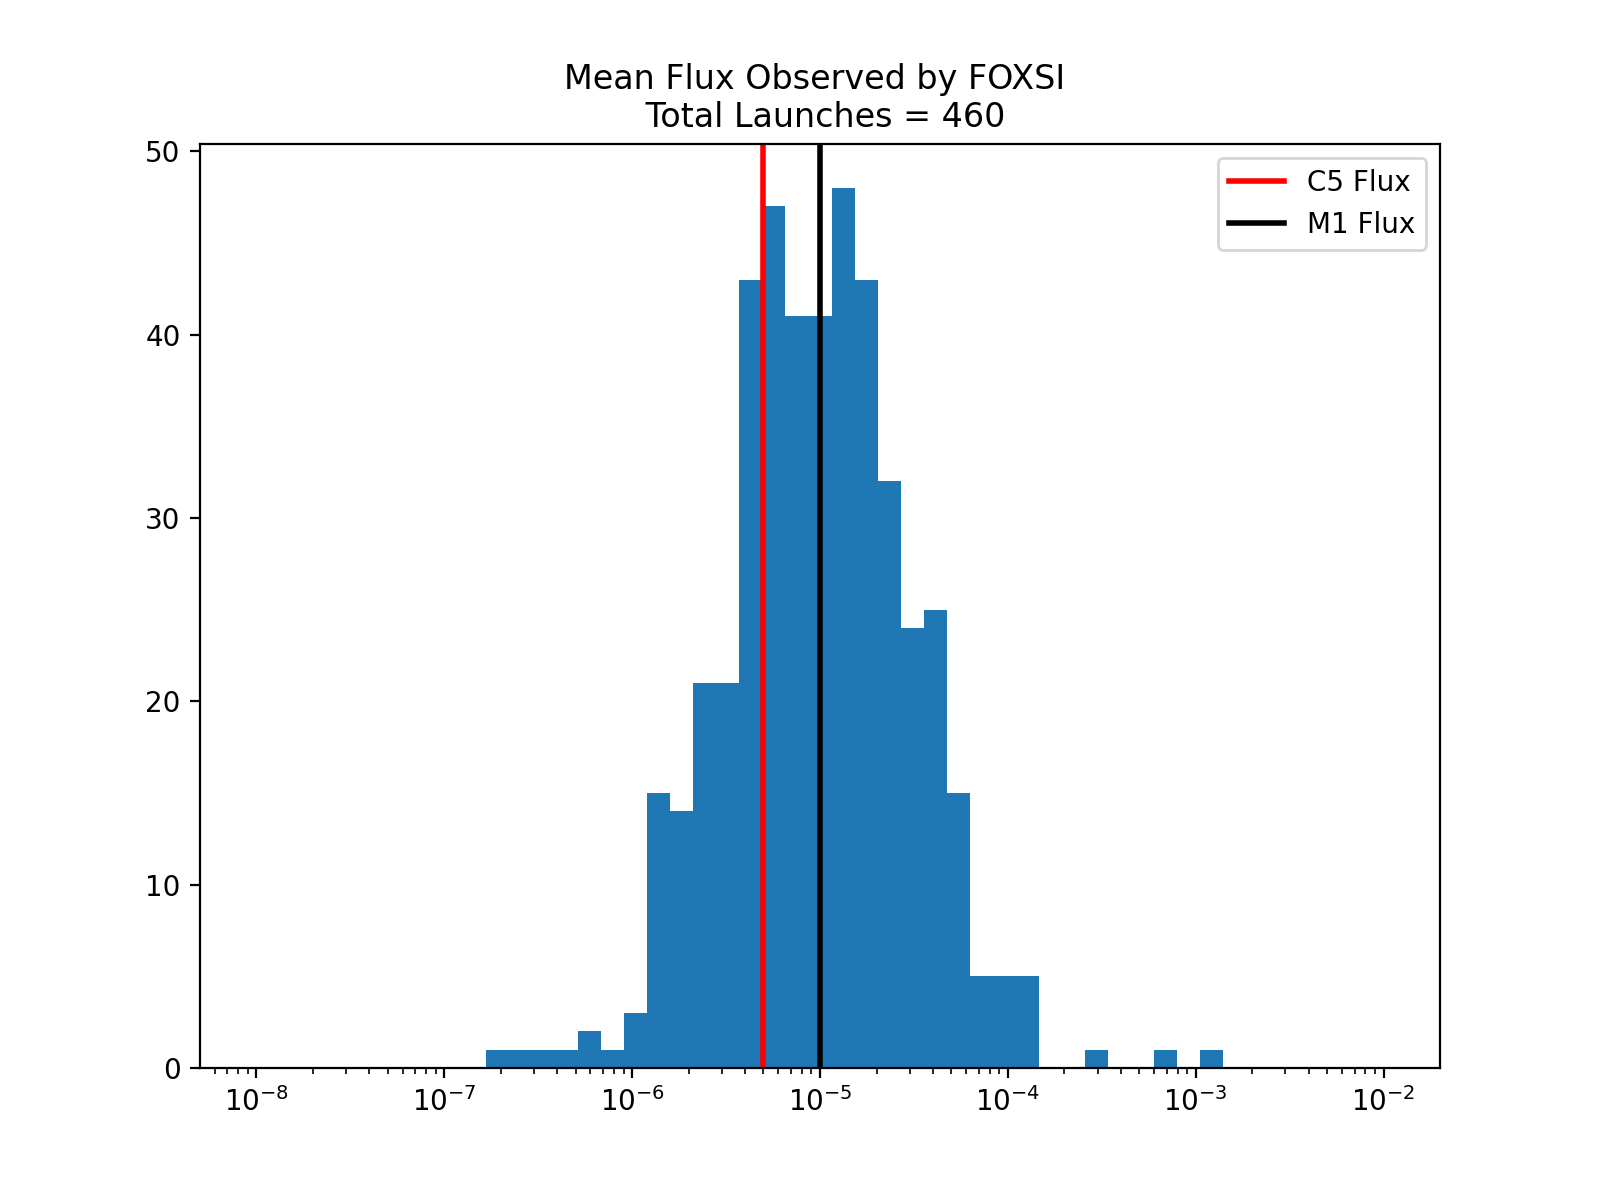 Mean Flux Observed by FOXSI
Total Launches = 460
C5 Flux
M1 Flux
50
40
30
20
10
0
10⁻⁸ 10⁻⁷ 10⁻⁶ 10⁻⁵ 10⁻⁴ 10⁻³ 10⁻²